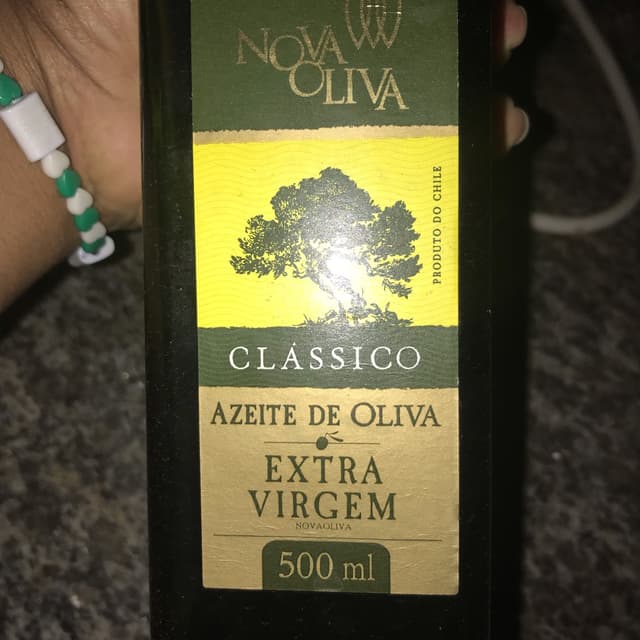 NOVA
OLIVA
PRODUTO DO CHILE
CLÁSSICO
AZEITE DE OLIVA
EXTRA
VIRGEM
NOVAOLIVA
500 ml